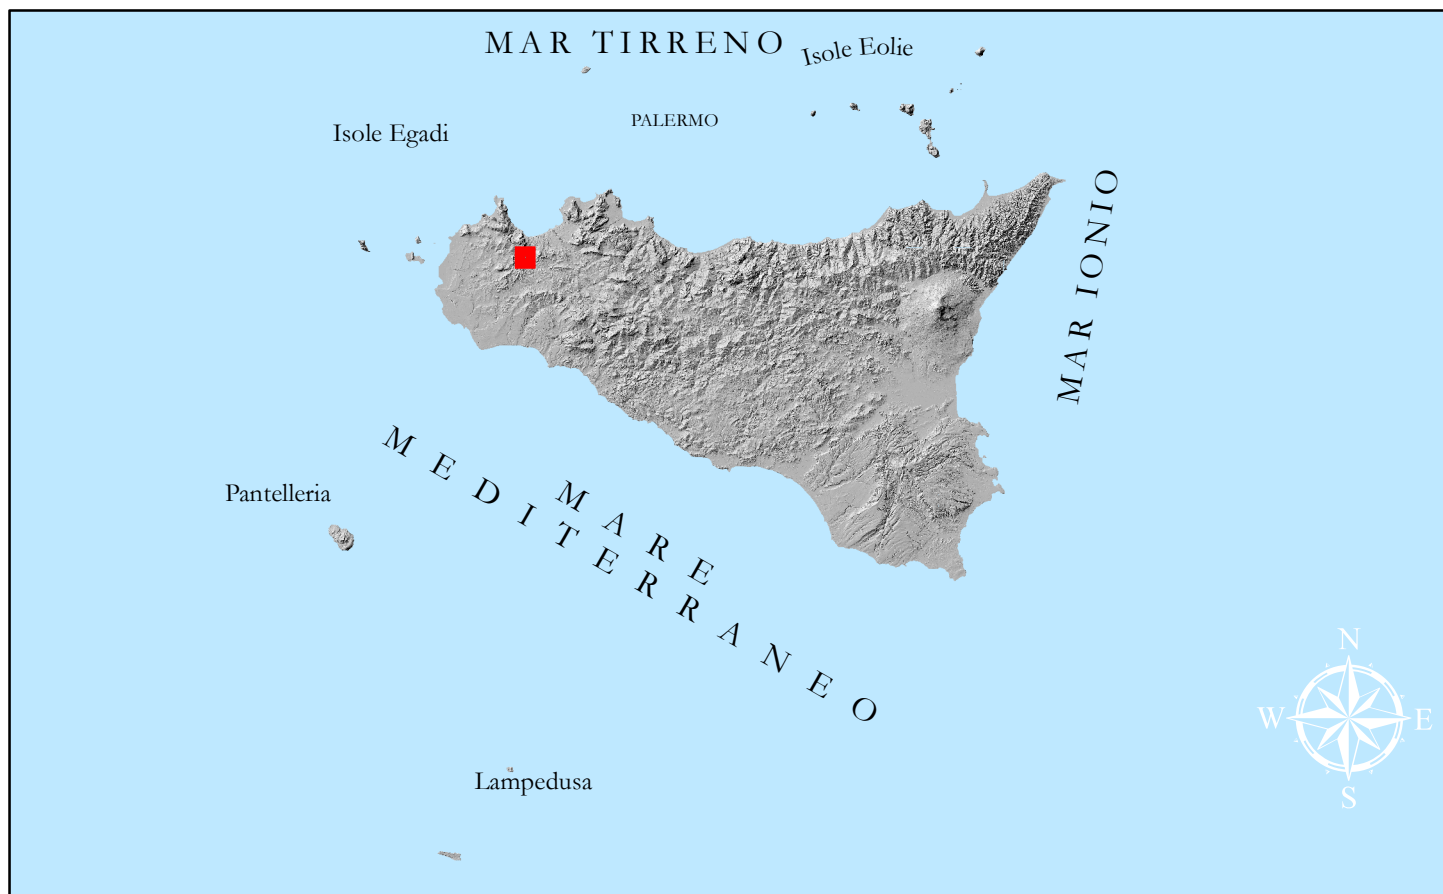 MAR TIRRENO
Isole Eolie
PALERMO
Isole Egadi
MAR IONIO
Pantelleria
MARE
MEDITERRANEO
Lampedusa
N
W
E
S